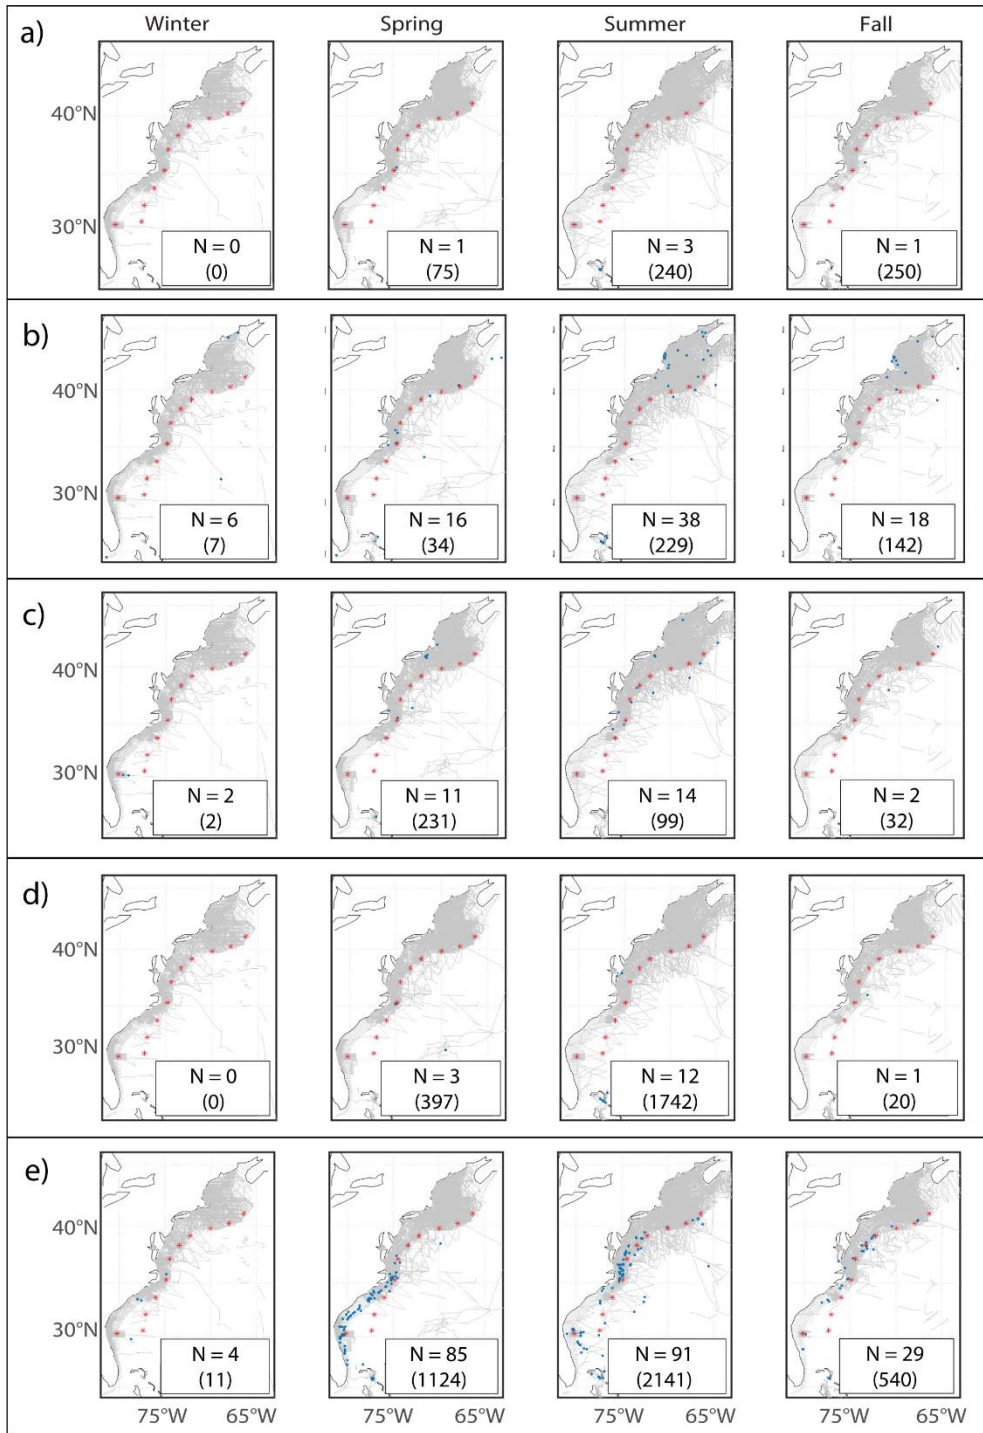 Winter Spring Summer Fall
a)
40°N
30°N
N = 0
(0)
N = 1
(75)
N = 3
(240)
N = 1
(250)
b)
40°N
30°N
N = 6
(7)
N = 16
(34)
N = 38
(229)
N = 18
(142)
c)
40°N
30°N
N = 2
(2)
N = 11
(231)
N = 14
(99)
N = 2
(32)
d)
40°N
30°N
N = 0
(0)
N = 3
(397)
N = 12
(1742)
N = 1
(20)
e)
40°N
30°N
N = 4
(11)
N = 85
(1124)
N = 91
(2141)
N = 29
(540)
75°W 65°W 75°W 65°W 75°W 65°W 75°W 65°W